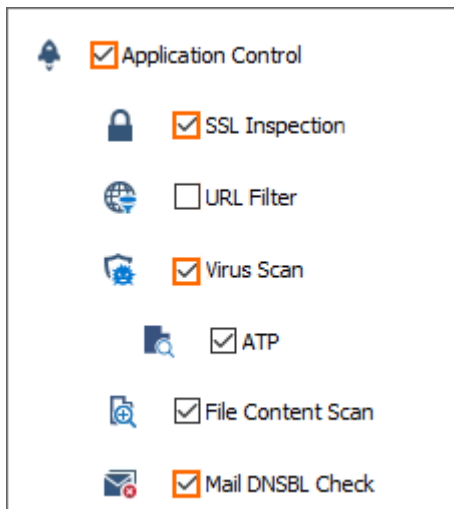 Application Control
SSL Inspection
URL Filter
Virus Scan
ATP
File Content Scan
Mail DNSBL Check